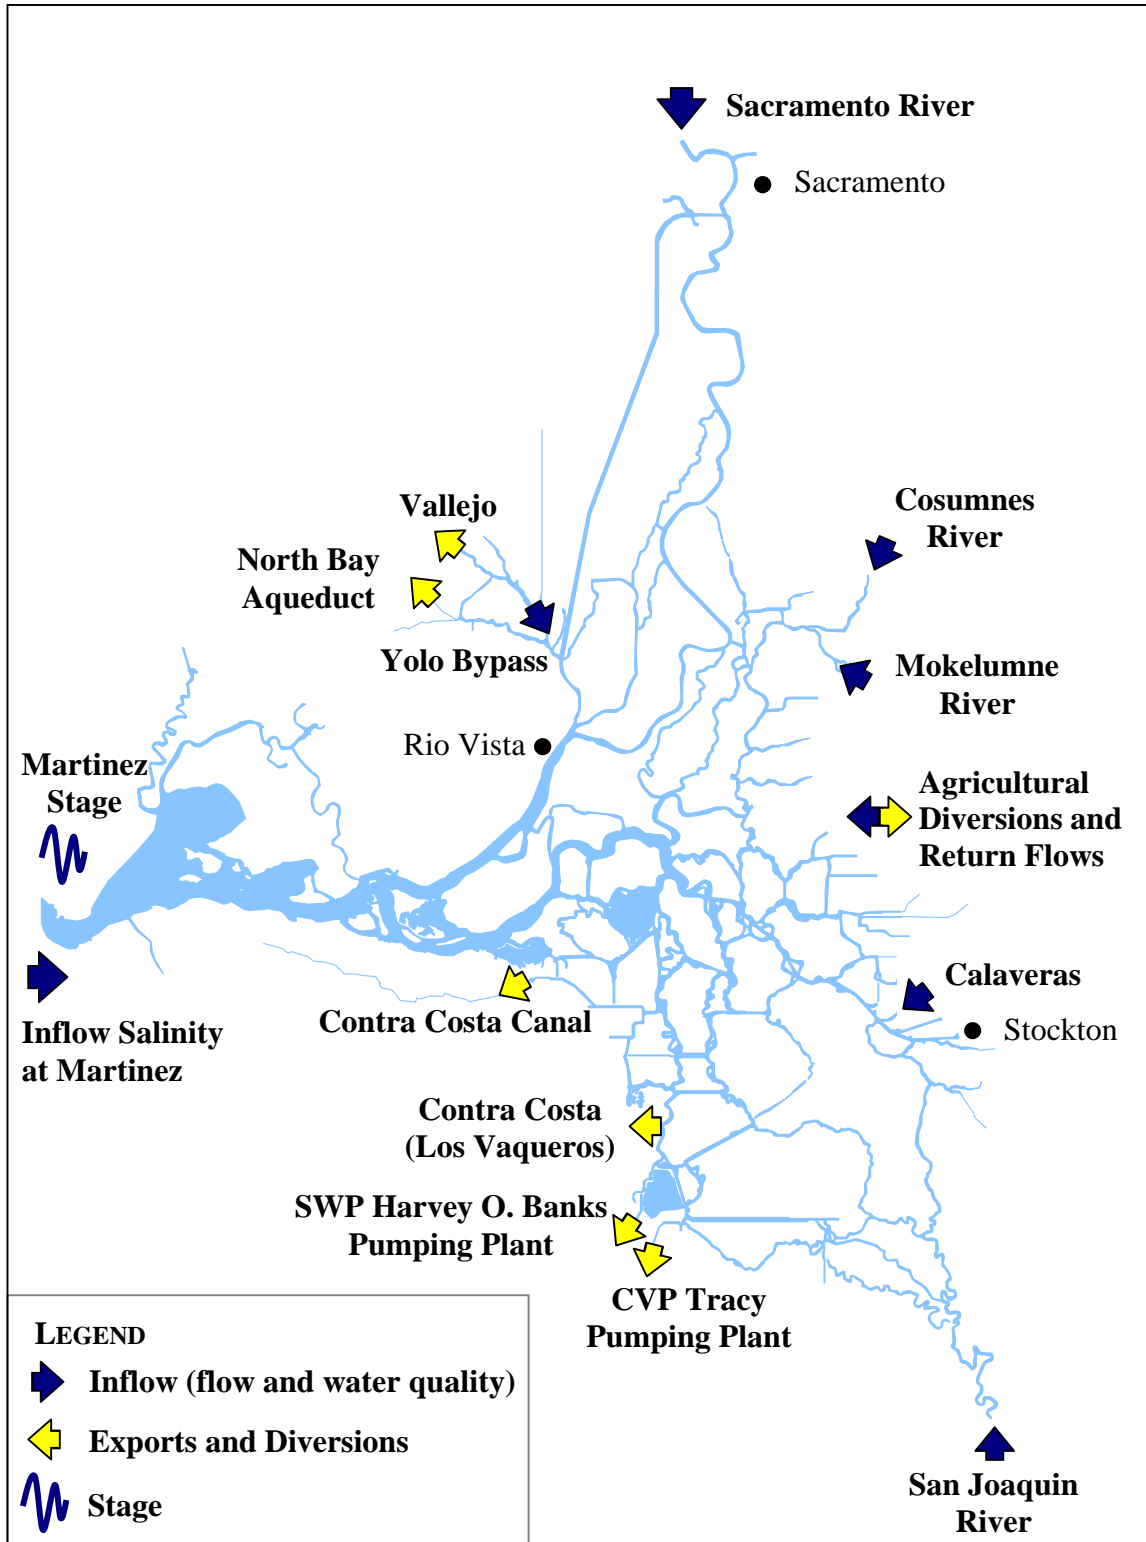 Sacramento River
Sacramento
Vallejo
Cosumnes
River
North Bay
Aqueduct
Yolo Bypass
Mokelumne
River
Rio Vista
Martinez
Stage
Agricultural
Diversions and
Return Flows
Calaveras
Contra Costa Canal
Stockton
Inflow Salinity
at Martinez
Contra Costa
(Los Vaqueros)
SWP Harvey O. Banks
Pumping Plant
CVP Tracy
Pumping Plant
LEGEND
Inflow (flow and water quality)
Exports and Diversions
Stage
San Joaquin
River